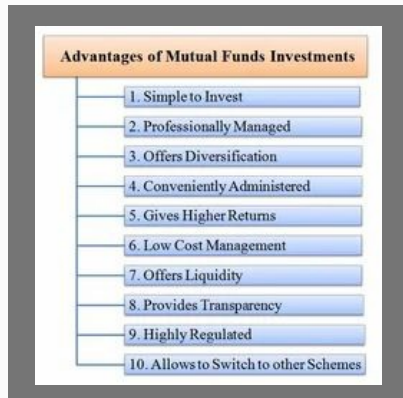 Advantages of Mutual Funds Investments
1. Simple to Invest
2. Professionally Managed
3. Offers Diversification
4. Conveniently Administered
5. Gives Higher Returns
6. Low Cost Management
7. Offers Liquidity
8. Provides Transparency
9. Highly Regulated
10. Allows to Switch to other Schemes